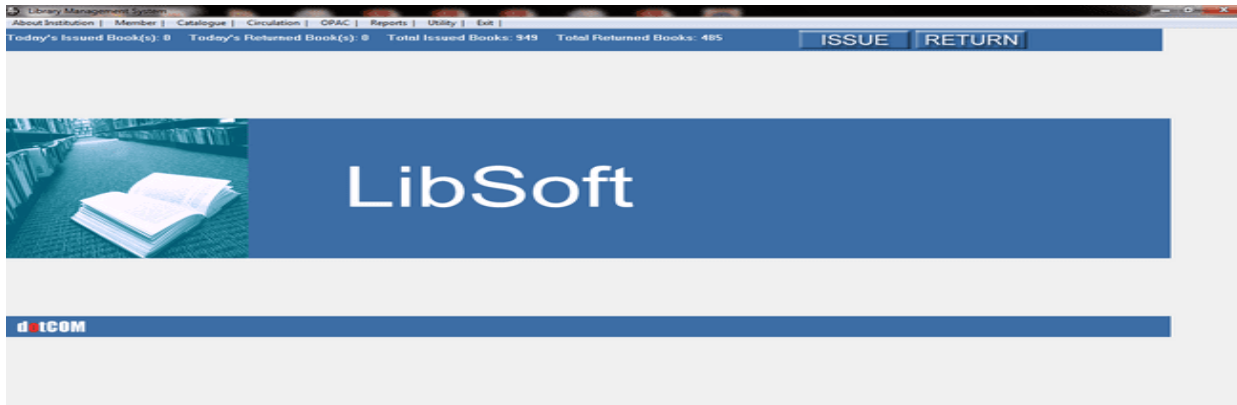 Library Management System
About Institution | Member | Catalogue | Circulation | OPAC | Reports | Utility | Exit |
Today's Issued Book(s): 0 Today's Returned Book(s): 0 Total Issued Books: 949 Total Returned Books: 485 ISSUE RETURN
LibSoft
dotCOM